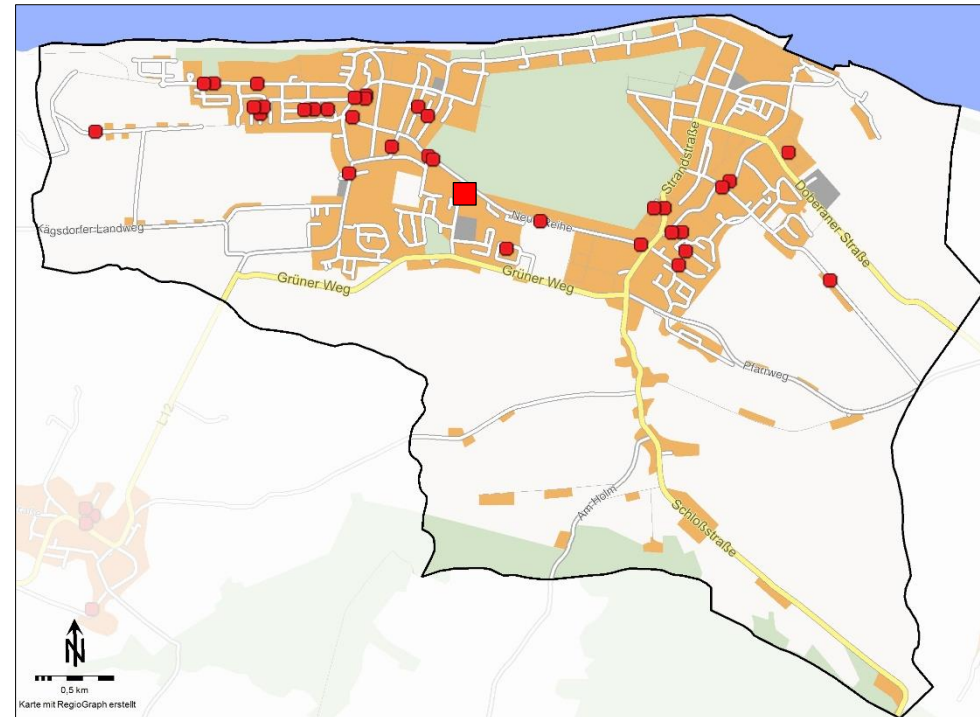 Strandstraße
Doberaner Straße
Kägsdorfer Landweg
Neue Reihe
Grüner Weg
Grüner Weg
Pfarrweg
L12
Am Holm
Schloßstraße
N
0,5 km
Karte mit RegioGraph erstellt